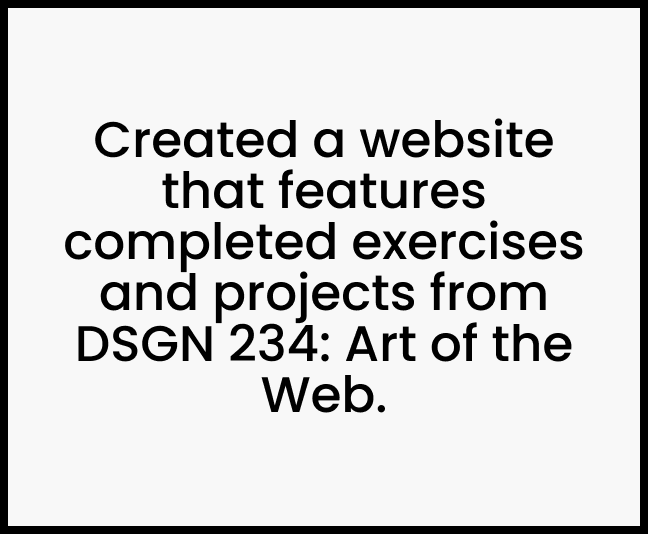 Created a website
that features
completed exercises
and projects from
DSGN 234: Art of the
Web.